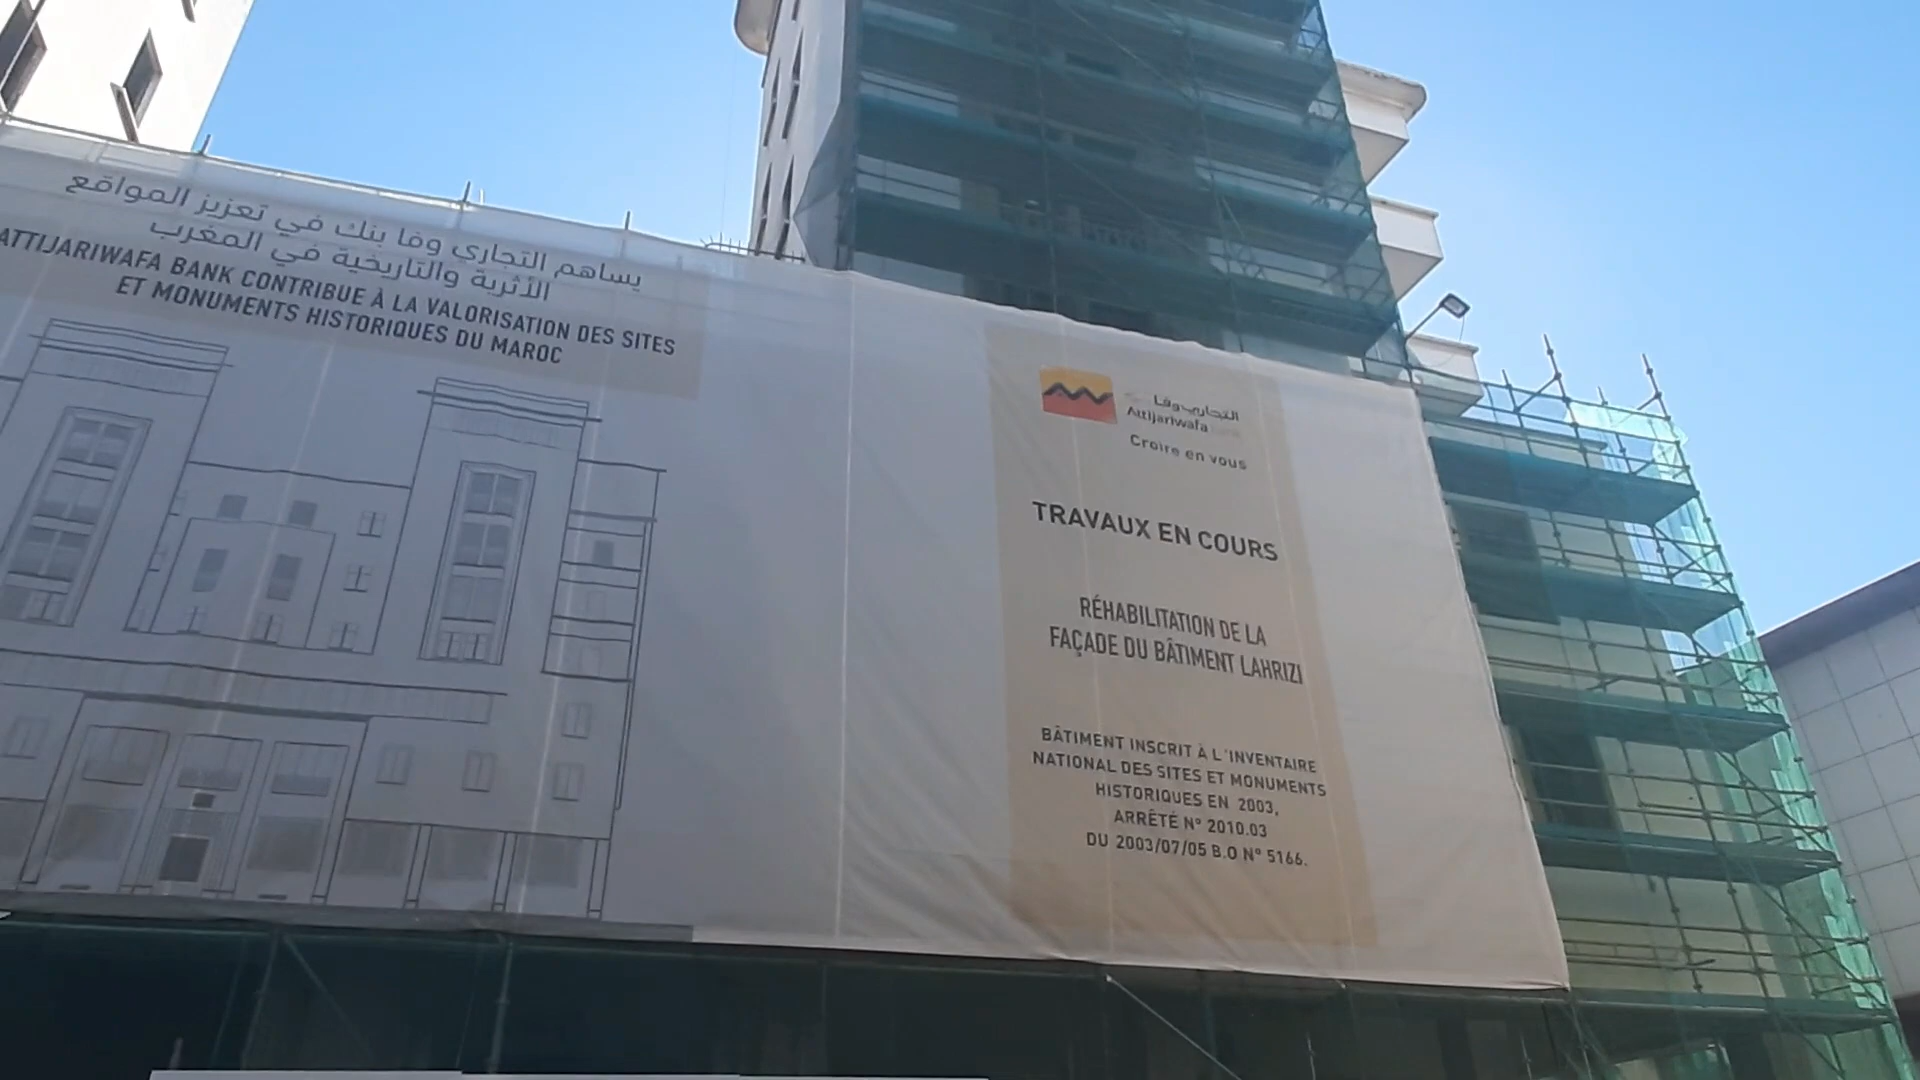 يساهم التجاري وفا بنك في تعزيز المواقع
الأثرية والتاريخية في المغرب
ATTIJARIWAFA BANK CONTRIBUE À LA VALORISATION DES SITES
ET MONUMENTS HISTORIQUES DU MAROC
التجاري وفا
Attijariwafa
Croire en vous
TRAVAUX EN COURS
RÉHABILITATION DE LA
FAÇADE DU BÂTIMENT LAHRIZI
BÂTIMENT INSCRIT À L'INVENTAIRE
NATIONAL DES SITES ET MONUMENTS
HISTORIQUES EN 2003,
ARRÊTÉ N° 2010.03
DU 2003/07/05 B.O N° 5166.